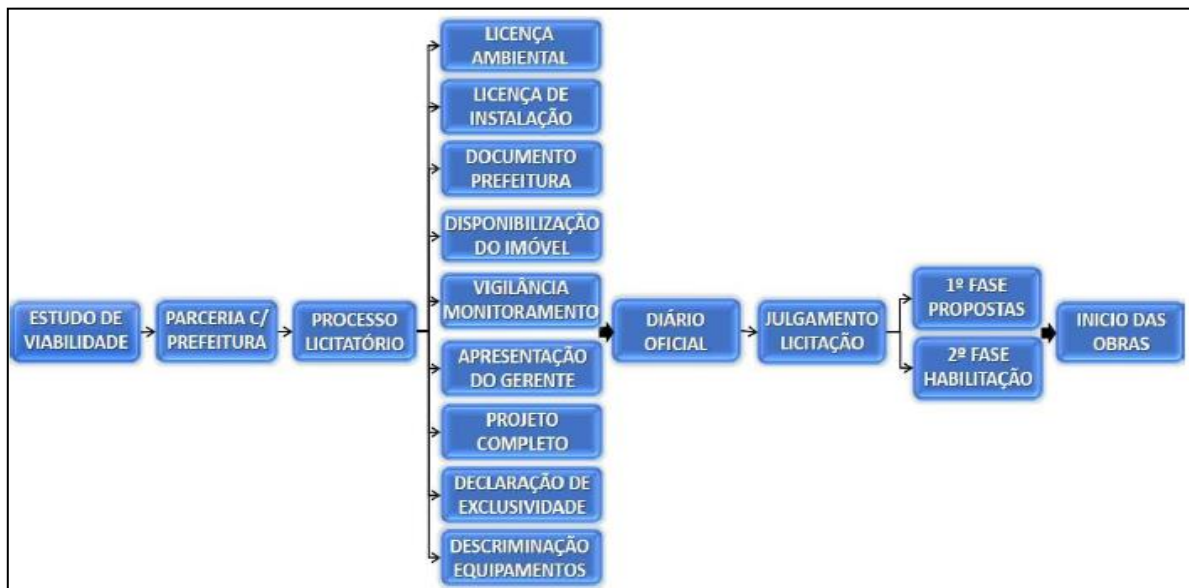 ESTUDO DE
VIABILIDADE
PARCERIA C/
PREFEITURA
PROCESSO
LICITATÓRIO
LICENÇA
AMBIENTAL
LICENÇA DE
INSTALAÇÃO
DOCUMENTO
PREFEITURA
DISPONIBILIZAÇÃO
DO IMÓVEL
VIGILÂNCIA
MONITORAMENTO
APRESENTAÇÃO
DO GERENTE
PROJETO
COMPLETO
DECLARAÇÃO DE
EXCLUSIVIDADE
DESCRIMINAÇÃO
EQUIPAMENTOS
DIÁRIO
OFICIAL
JULGAMENTO
LICITAÇÃO
1º FASE
PROPOSTAS
2º FASE
HABILITAÇÃO
INICIO DAS
OBRAS